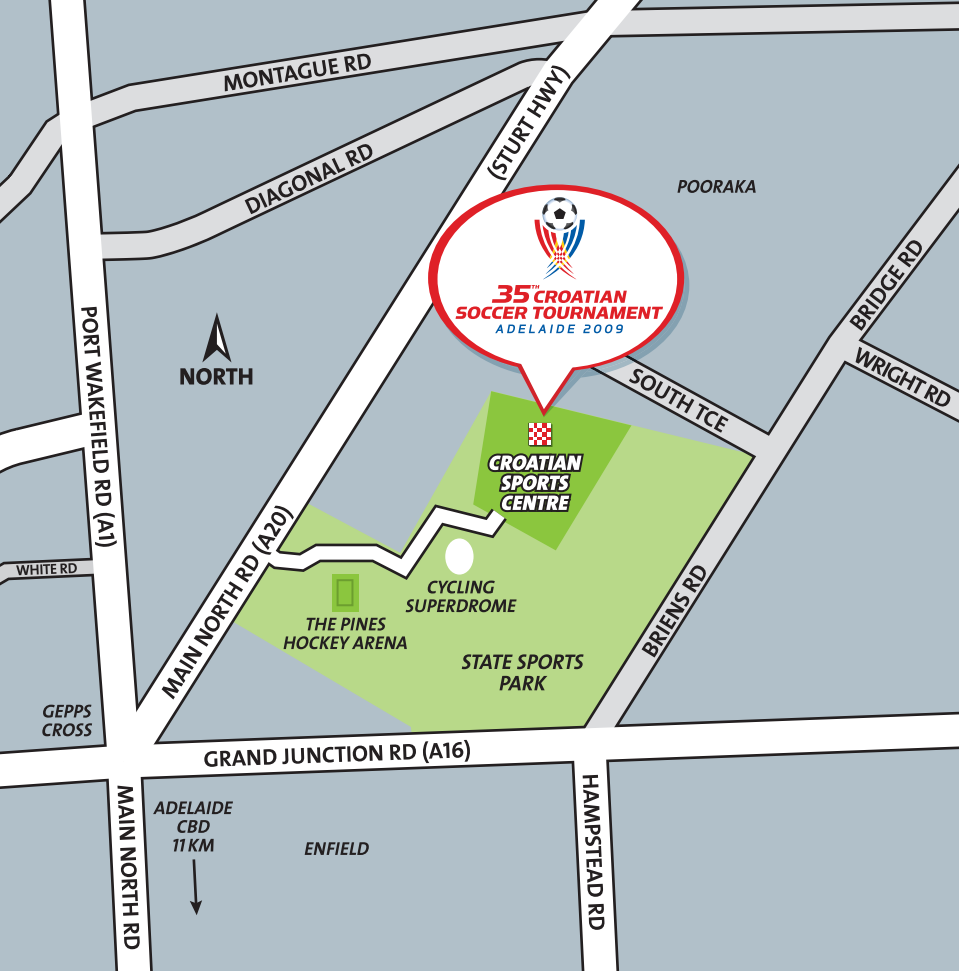 MONTAGUE RD
(STURT HWY)
DIAGONAL RD
POORAKA
35TH CROATIAN
SOCCER TOURNAMENT
ADELAIDE 2009
BRIDGE RD
WRIGHT RD
PORT WAKEFIELD RD (A1)
NORTH
SOUTH TCE
CROATIAN
SPORTS
CENTRE
MAIN NORTH RD (A20)
WHITE RD
CYCLING
SUPERDROME
THE PINES
HOCKEY ARENA
BRIENS RD
STATE SPORTS
PARK
GEPPS
CROSS
GRAND JUNCTION RD (A16)
MAIN NORTH RD
ADELAIDE
CBD
11 KM
ENFIELD
HAMPSTEAD RD